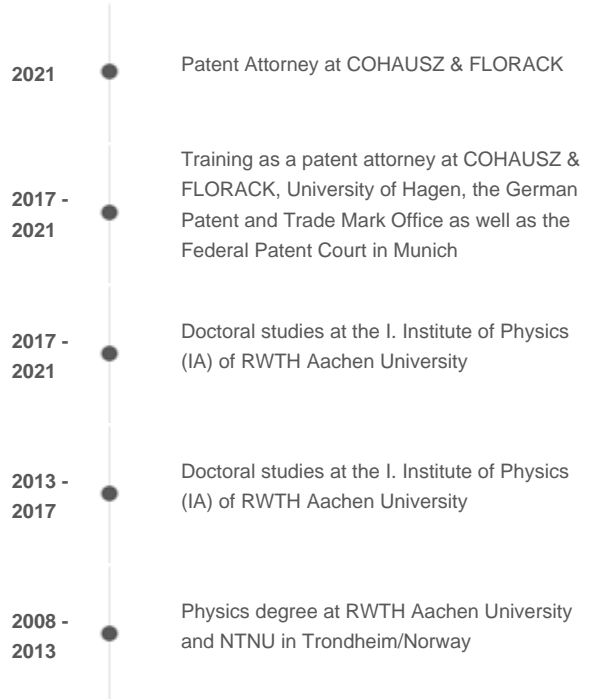 2021
Patent Attorney at COHAUSZ & FLORACK
2017 -
2021
Training as a patent attorney at COHAUSZ &
FLORACK, University of Hagen, the German
Patent and Trade Mark Office as well as the
Federal Patent Court in Munich
2017 -
2021
Doctoral studies at the I. Institute of Physics
(IA) of RWTH Aachen University
2013 -
2017
Doctoral studies at the I. Institute of Physics
(IA) of RWTH Aachen University
2008 -
2013
Physics degree at RWTH Aachen University
and NTNU in Trondheim/Norway